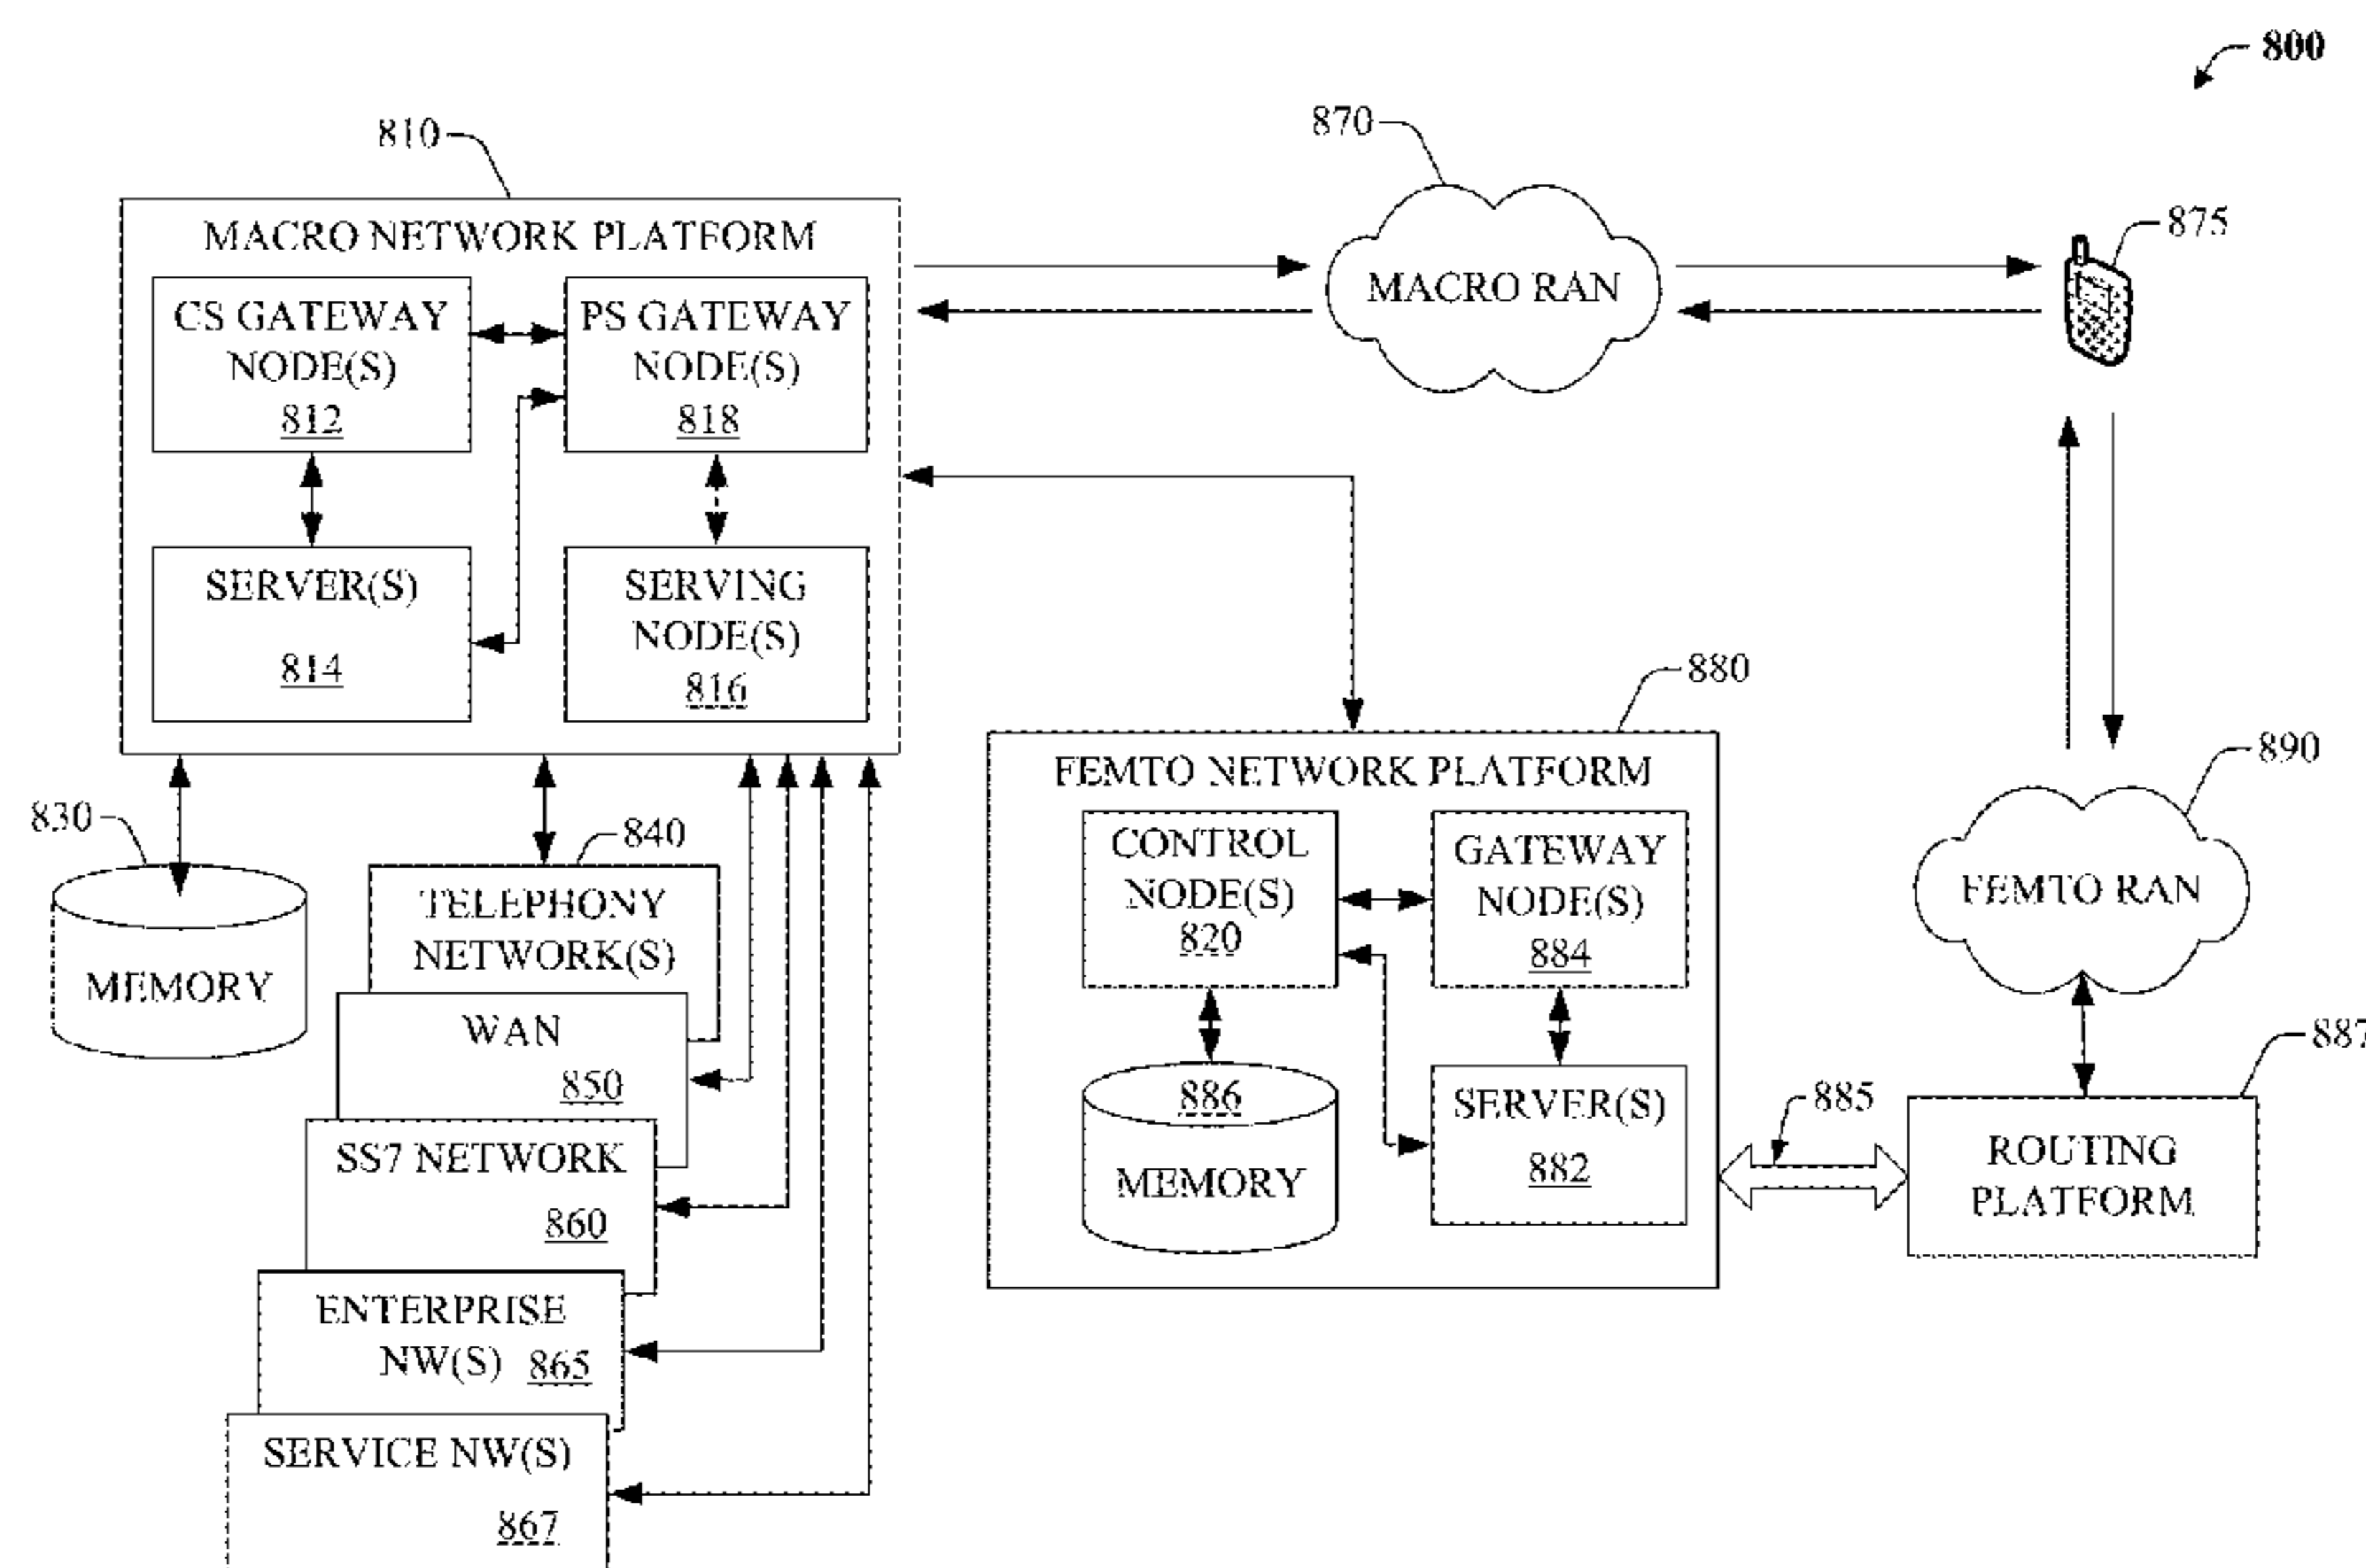 800
810
870
875
MACRO NETWORK PLATFORM
CS GATEWAY
NODE(S)
812
PS GATEWAY
NODE(S)
818
MACRO RAN
SERVER(S)
814
SERVING
NODE(S)
816
880
890
830
MEMORY
840
TELEPHONY
NETWORK(S)
WAN
850
SS7 NETWORK
860
ENTERPRISE
NW(S) 865
SERVICE NW(S)
867
FEMTO NETWORK PLATFORM
CONTROL
NODE(S)
820
GATEWAY
NODE(S)
884
886
MEMORY
SERVER(S)
882
FEMTO RAN
885
887
ROUTING
PLATFORM